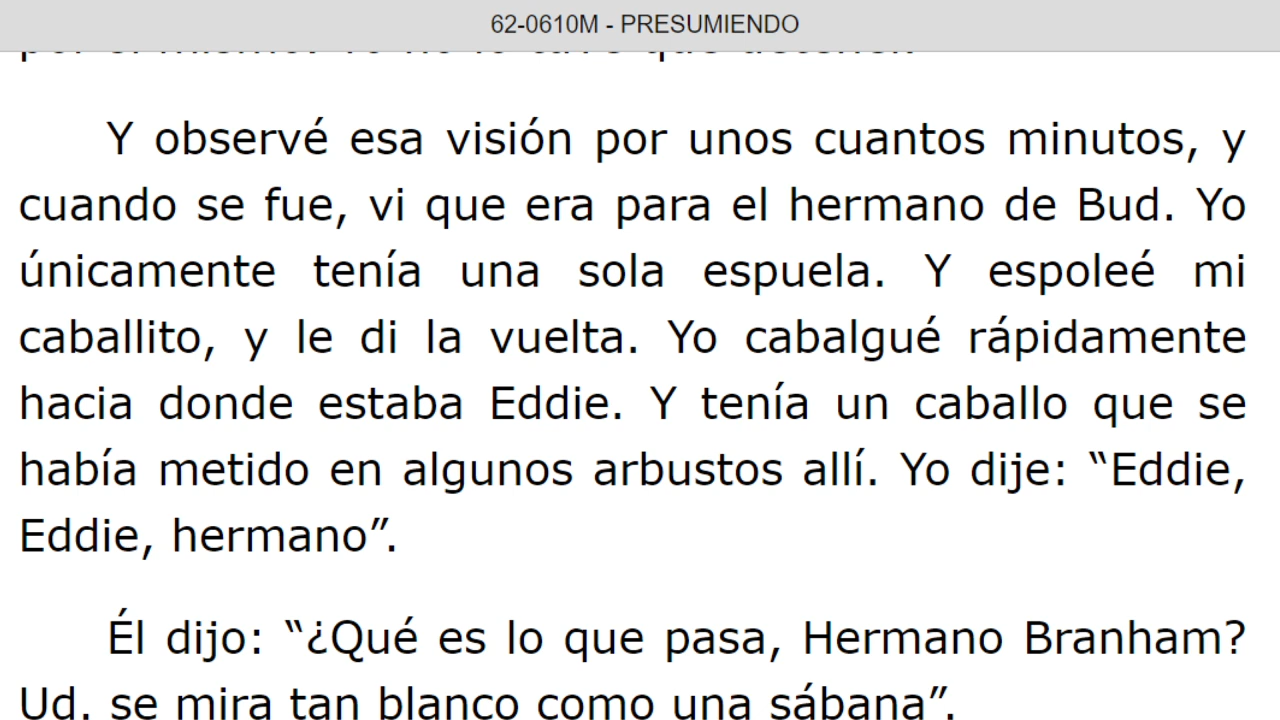 62-0610M - PRESUMIENDO
Y observé esa visión por unos cuantos minutos, y
cuando se fue, vi que era para el hermano de Bud. Yo
únicamente tenía una sola espuela. Y espoleé mi
caballito, y le di la vuelta. Yo cabalgué rápidamente
hacia donde estaba Eddie. Y tenía un caballo que se
había metido en algunos arbustos allí. Yo dije: “Eddie,
Eddie, hermano”.
Él dijo: “¿Qué es lo que pasa, Hermano Branham?
Ud. se mira tan blanco como una sábana”.